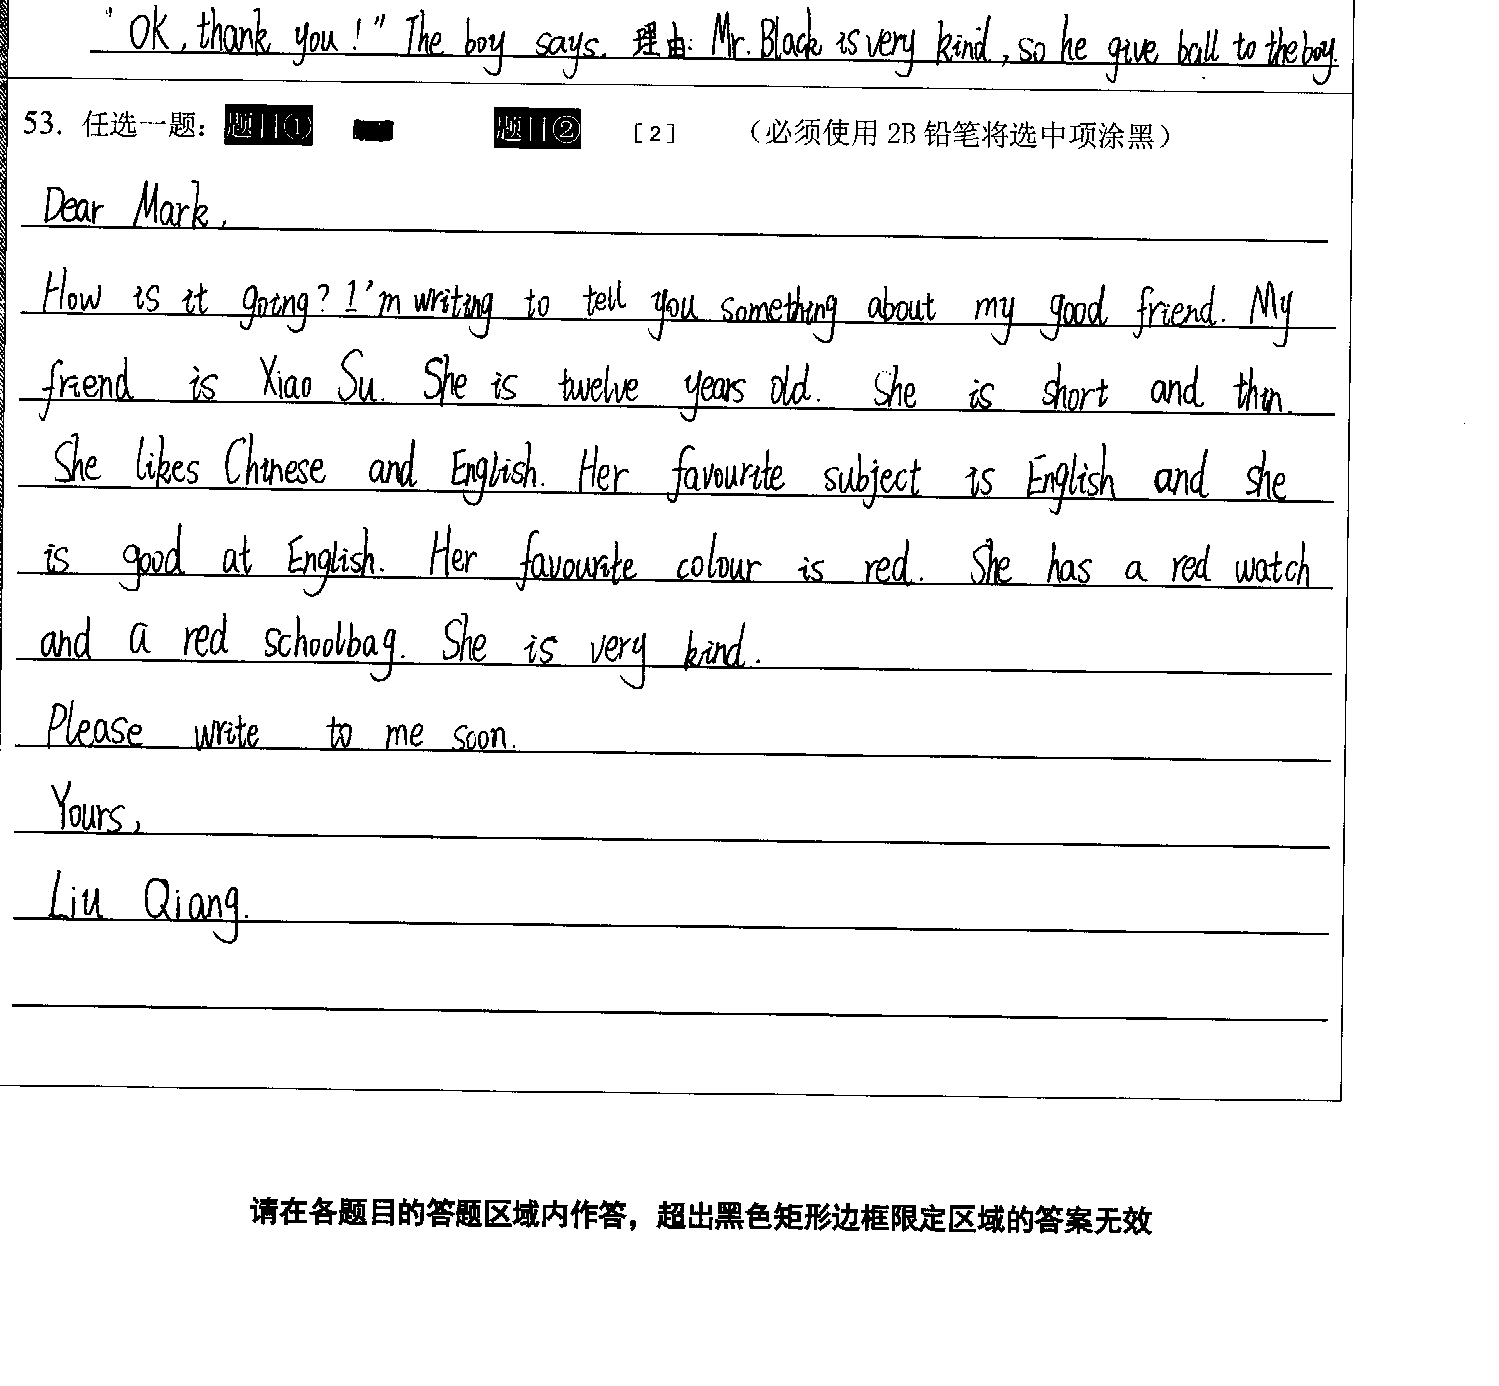 "OK, thank you!" The boy says. 理由: Mr. Black is very kind, so he give ball to the boy.
53. 任选一题: 题目① 题目② [2] (必须使用 2B 铅笔将选中项涂黑)
Dear Mark,
How is it going? I'm writing to tell you something about my good friend. My
friend is Xiao Su. She is twelve years old. She is short and thin.
She likes Chinese and English. Her favourite subject is English and she
is good at English. Her favourite colour is red. She has a red watch
and a red schoolbag. She is very kind.
Please write to me soon.
Yours,
Liu Qiang.
请在各题目的答题区域内作答，超出黑色矩形边框限定区域的答案无效